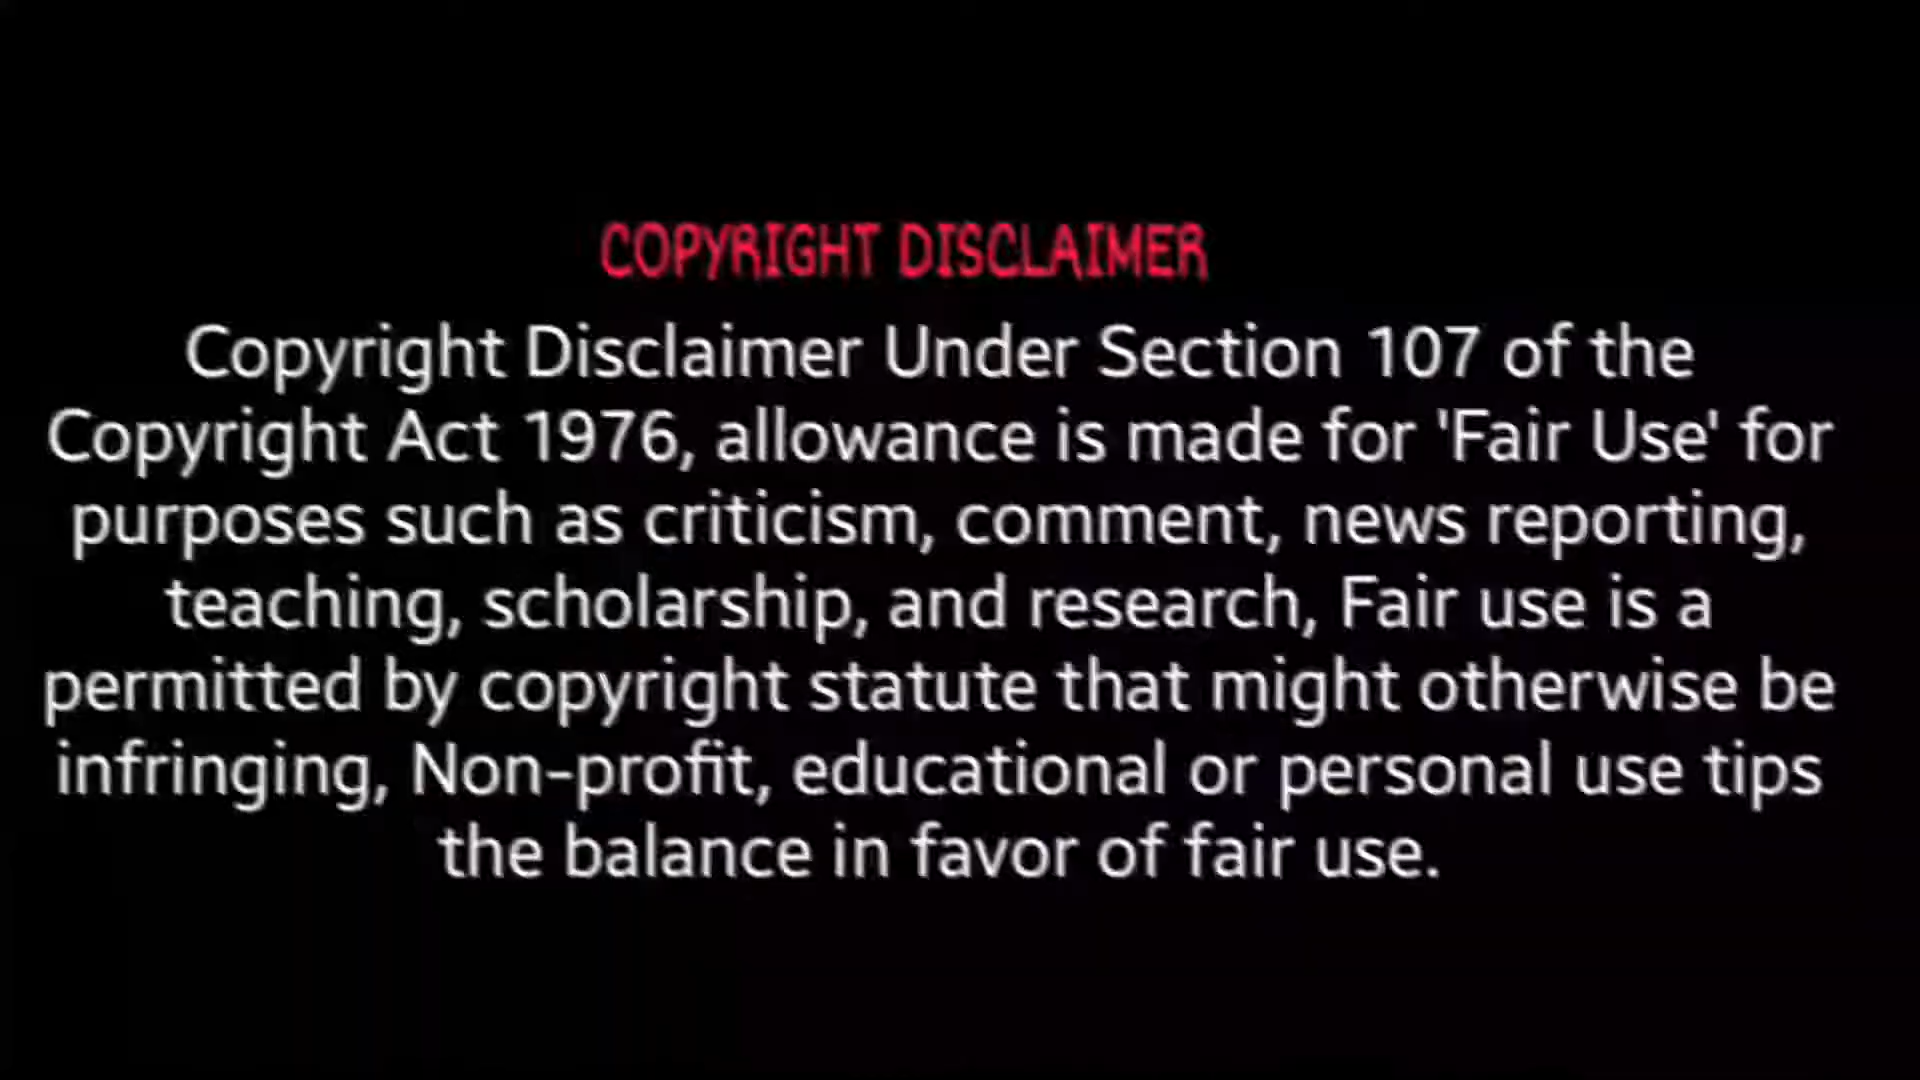 COPYRIGHT DISCLAIMER
Copyright Disclaimer Under Section 107 of the
Copyright Act 1976, allowance is made for 'Fair Use' for
purposes such as criticism, comment, news reporting,
teaching, scholarship, and research, Fair use is a
permitted by copyright statute that might otherwise be
infringing, Non-profit, educational or personal use tips
the balance in favor of fair use.